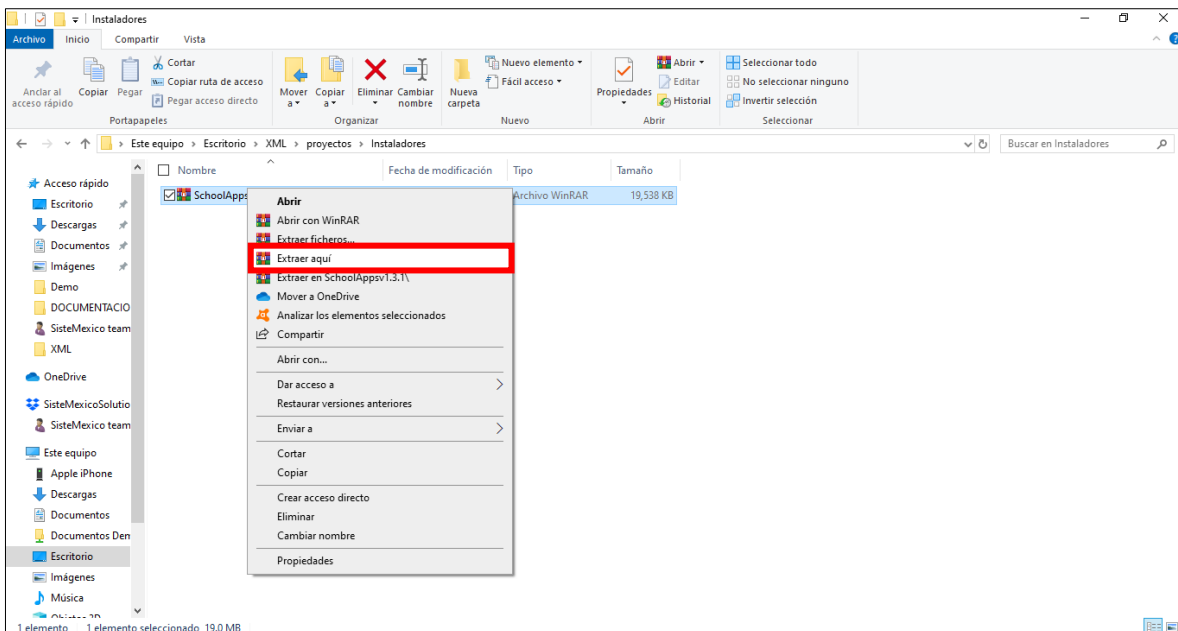 Instaladores
Archivo Inicio Compartir Vista
Anclar al acceso rápido
Copiar
Pegar
Cortar
Copiar ruta de acceso
Pegar acceso directo
Portapapeles
Mover a
Copiar a
Eliminar
Cambiar nombre
Organizar
Nueva carpeta
Nuevo elemento
Fácil acceso
Nuevo
Propiedades
Abrir
Editar
Historial
Abrir
Seleccionar todo
No seleccionar ninguno
Invertir selección
Seleccionar
Este equipo > Escritorio > XML > proyectos > Instaladores
Buscar en Instaladores
Nombre Fecha de modificación Tipo Tamaño
SchoolApps Archivo WinRAR 19,538 KB
Acceso rápido
Escritorio
Descargas
Documentos
Imágenes
Demo
DOCUMENTACIO
SisteMexico team
XML
OneDrive
SisteMexicoSolutio
SisteMexico team
Este equipo
Apple iPhone
Descargas
Documentos
Documentos Den
Escritorio
Imágenes
Música
Abrir
Abrir con WinRAR
Extraer ficheros...
Extraer aquí
Extraer en SchoolAppsv1.3.1\
Mover a OneDrive
Analizar los elementos seleccionados
Compartir
Abrir con...
Dar acceso a
Restaurar versiones anteriores
Enviar a
Cortar
Copiar
Crear acceso directo
Eliminar
Cambiar nombre
Propiedades
1 elemento 1 elemento seleccionado 19.0 MB